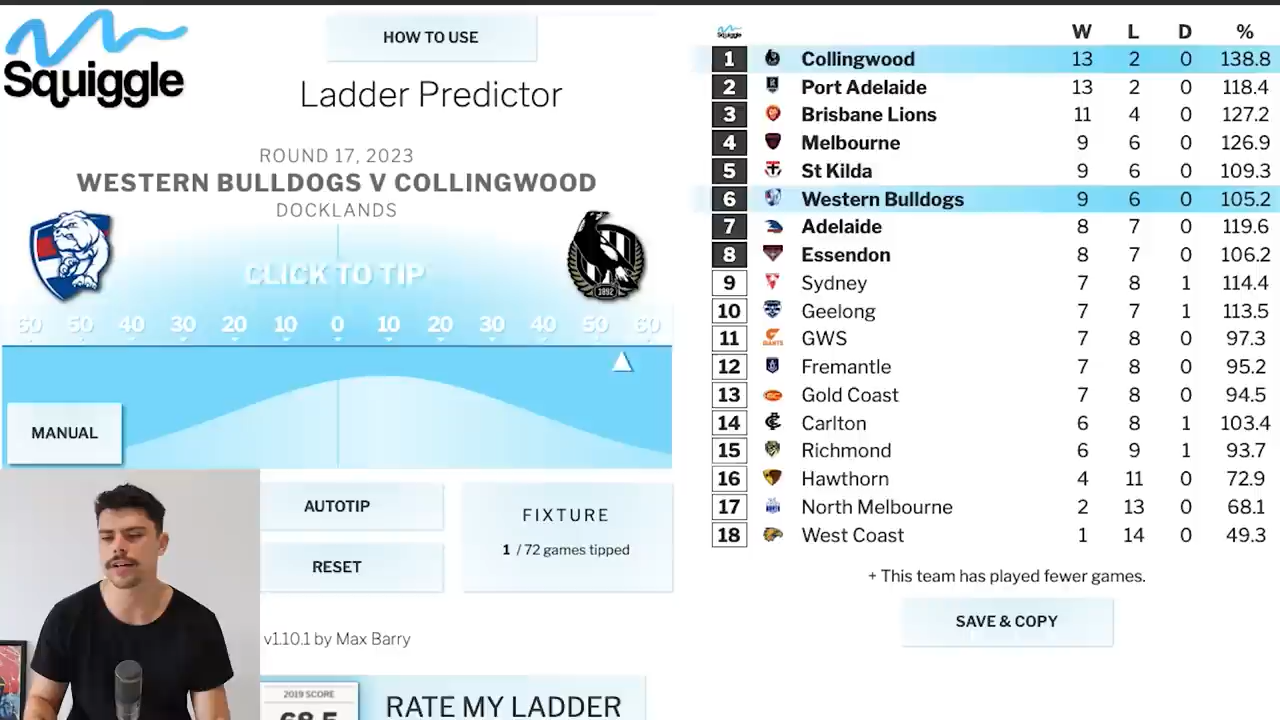 Squiggle
HOW TO USE
Ladder Predictor
ROUND 17, 2023
WESTERN BULLDOGS V COLLINGWOOD
DOCKLANDS
CLICK TO TIP
1892
60 50 40 30 20 10 0 10 20 30 40 50 60
MANUAL
AUTOTIP
RESET
FIXTURE
1 / 72 games tipped
v1.10.1 by Max Barry
2019 SCORE
68.5
RATE MY LADDER
Squiggle W L D %
1 Collingwood 13 2 0 138.8
2 Port Adelaide 13 2 0 118.4
3 Brisbane Lions 11 4 0 127.2
4 Melbourne 9 6 0 126.9
5 St Kilda 9 6 0 109.3
6 Western Bulldogs 9 6 0 105.2
7 Adelaide 8 7 0 119.6
8 Essendon 8 7 0 106.2
9 Sydney 7 8 1 114.4
10 Geelong 7 7 1 113.5
11 GWS 7 8 0 97.3
12 Fremantle 7 8 0 95.2
13 Gold Coast 7 8 0 94.5
14 Carlton 6 8 1 103.4
15 Richmond 6 9 1 93.7
16 Hawthorn 4 11 0 72.9
17 North Melbourne 2 13 0 68.1
18 West Coast 1 14 0 49.3
+ This team has played fewer games.
SAVE & COPY